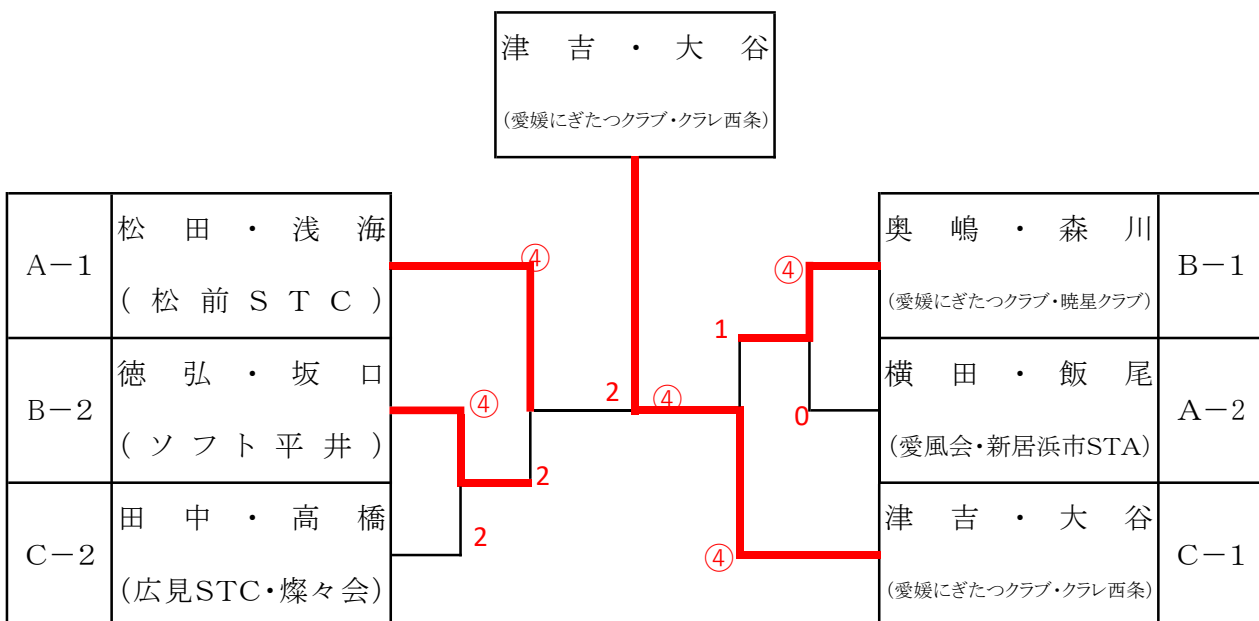 津吉・大谷
(愛媛にぎたつクラブ・クラレ西条)
A-1
松田・浅海
(松前STC)
B-2
徳弘・坂口
(ソフト平井)
C-2
田中・高橋
(広見STC・燦々会)
④
④
2
2
2
④
1
④
0
④
奥嶋・森川
(愛媛にぎたつクラブ・暁星クラブ)
B-1
横田・飯尾
(愛風会・新居浜市STA)
A-2
津吉・大谷
(愛媛にぎたつクラブ・クラレ西条)
C-1